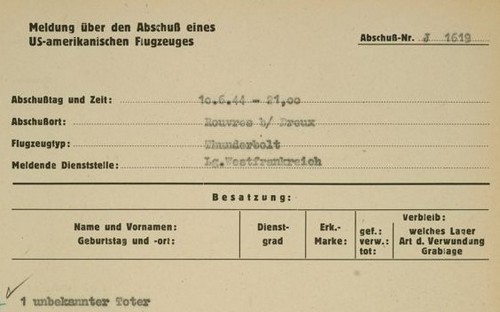 Meldung über den Abschuß eines
US-amerikanischen Flugzeuges
Abschuß-Nr. J 1619
Abschußtag und Zeit: 10.6.44 - 21,00
Abschußort: Rouvres b/ Dreux
Flugzeugtyp: Thunderbolt
Meldende Dienststelle: Lg.Westfrankreich
Besatzung:
Name und Vornamen:
Geburtstag und -ort:
Dienst-
grad
Erk.-
Marke:
Verbleib:
gef.:
verw.:
tot:
welches Lager
Art d. Verwundung
Grablage
1 unbekannter Toter